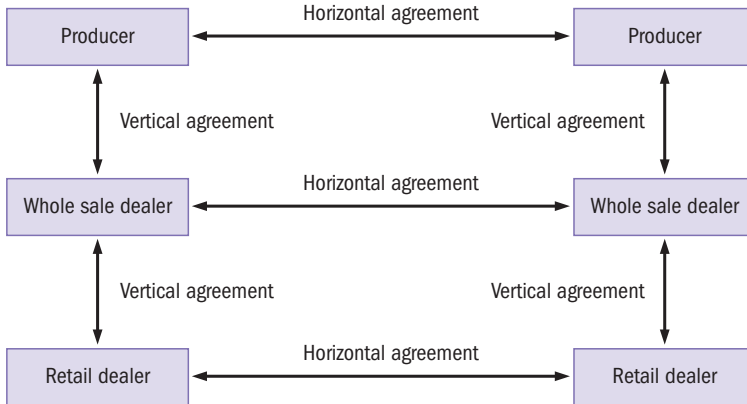 Horizontal agreement
Producer
Producer
Vertical agreement
Vertical agreement
Horizontal agreement
Whole sale dealer
Whole sale dealer
Vertical agreement
Vertical agreement
Horizontal agreement
Retail dealer
Retail dealer